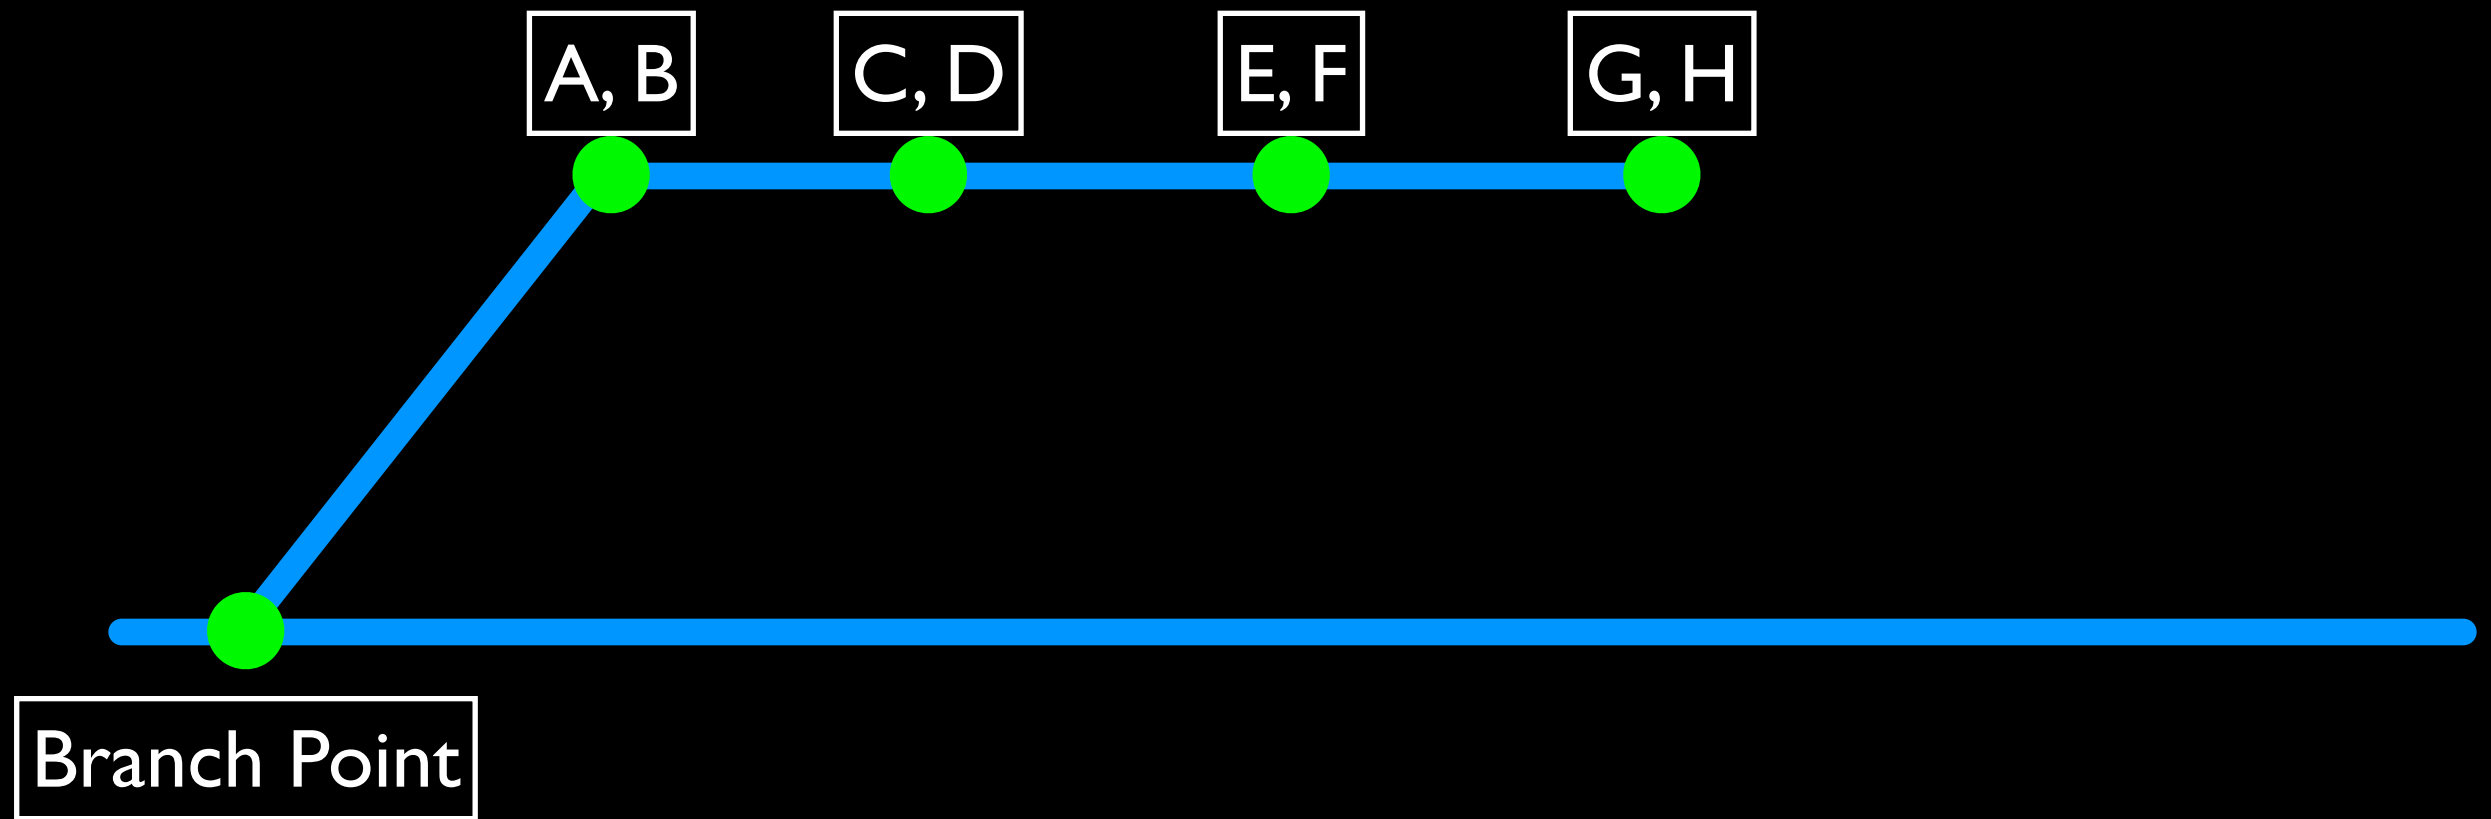 A, B
C, D
E, F
G, H
Branch Point